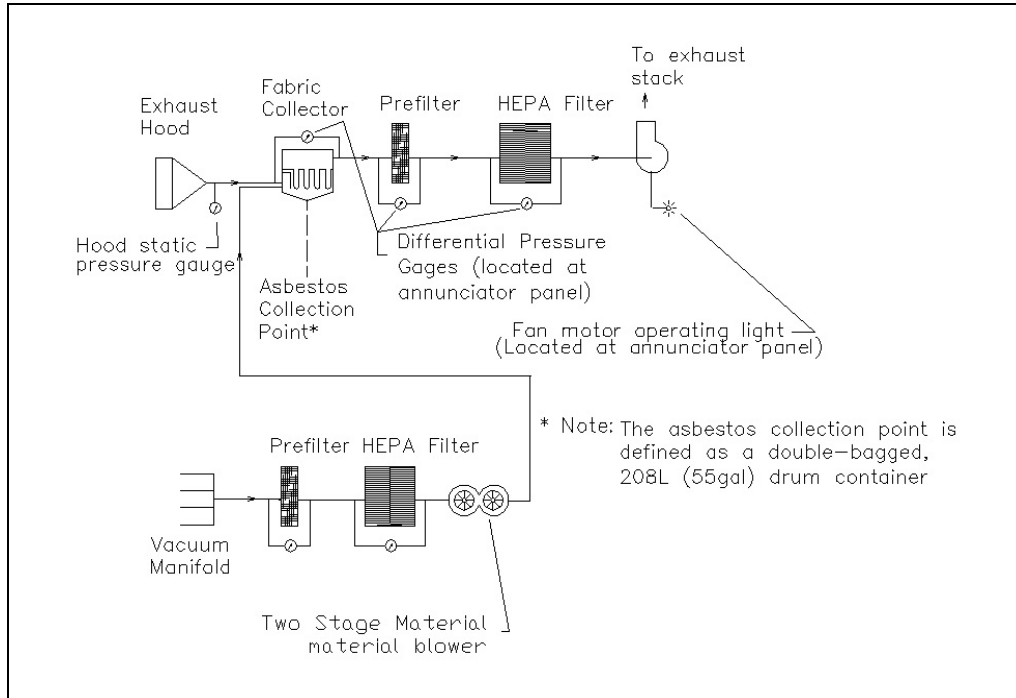 To exhaust
stack
Fabric
Collector
Prefilter
HEPA Filter
Exhaust
Hood
Hood static
pressure gauge
Asbestos
Collection
Point*
Differential Pressure
Gages (located at
annunciator panel)
Fan motor operating light
(Located at annunciator panel)
* Note: The asbestos collection point is
defined as a double-bagged,
208L (55gal) drum container
Prefilter HEPA Filter
Vacuum
Manifold
Two Stage Material
material blower